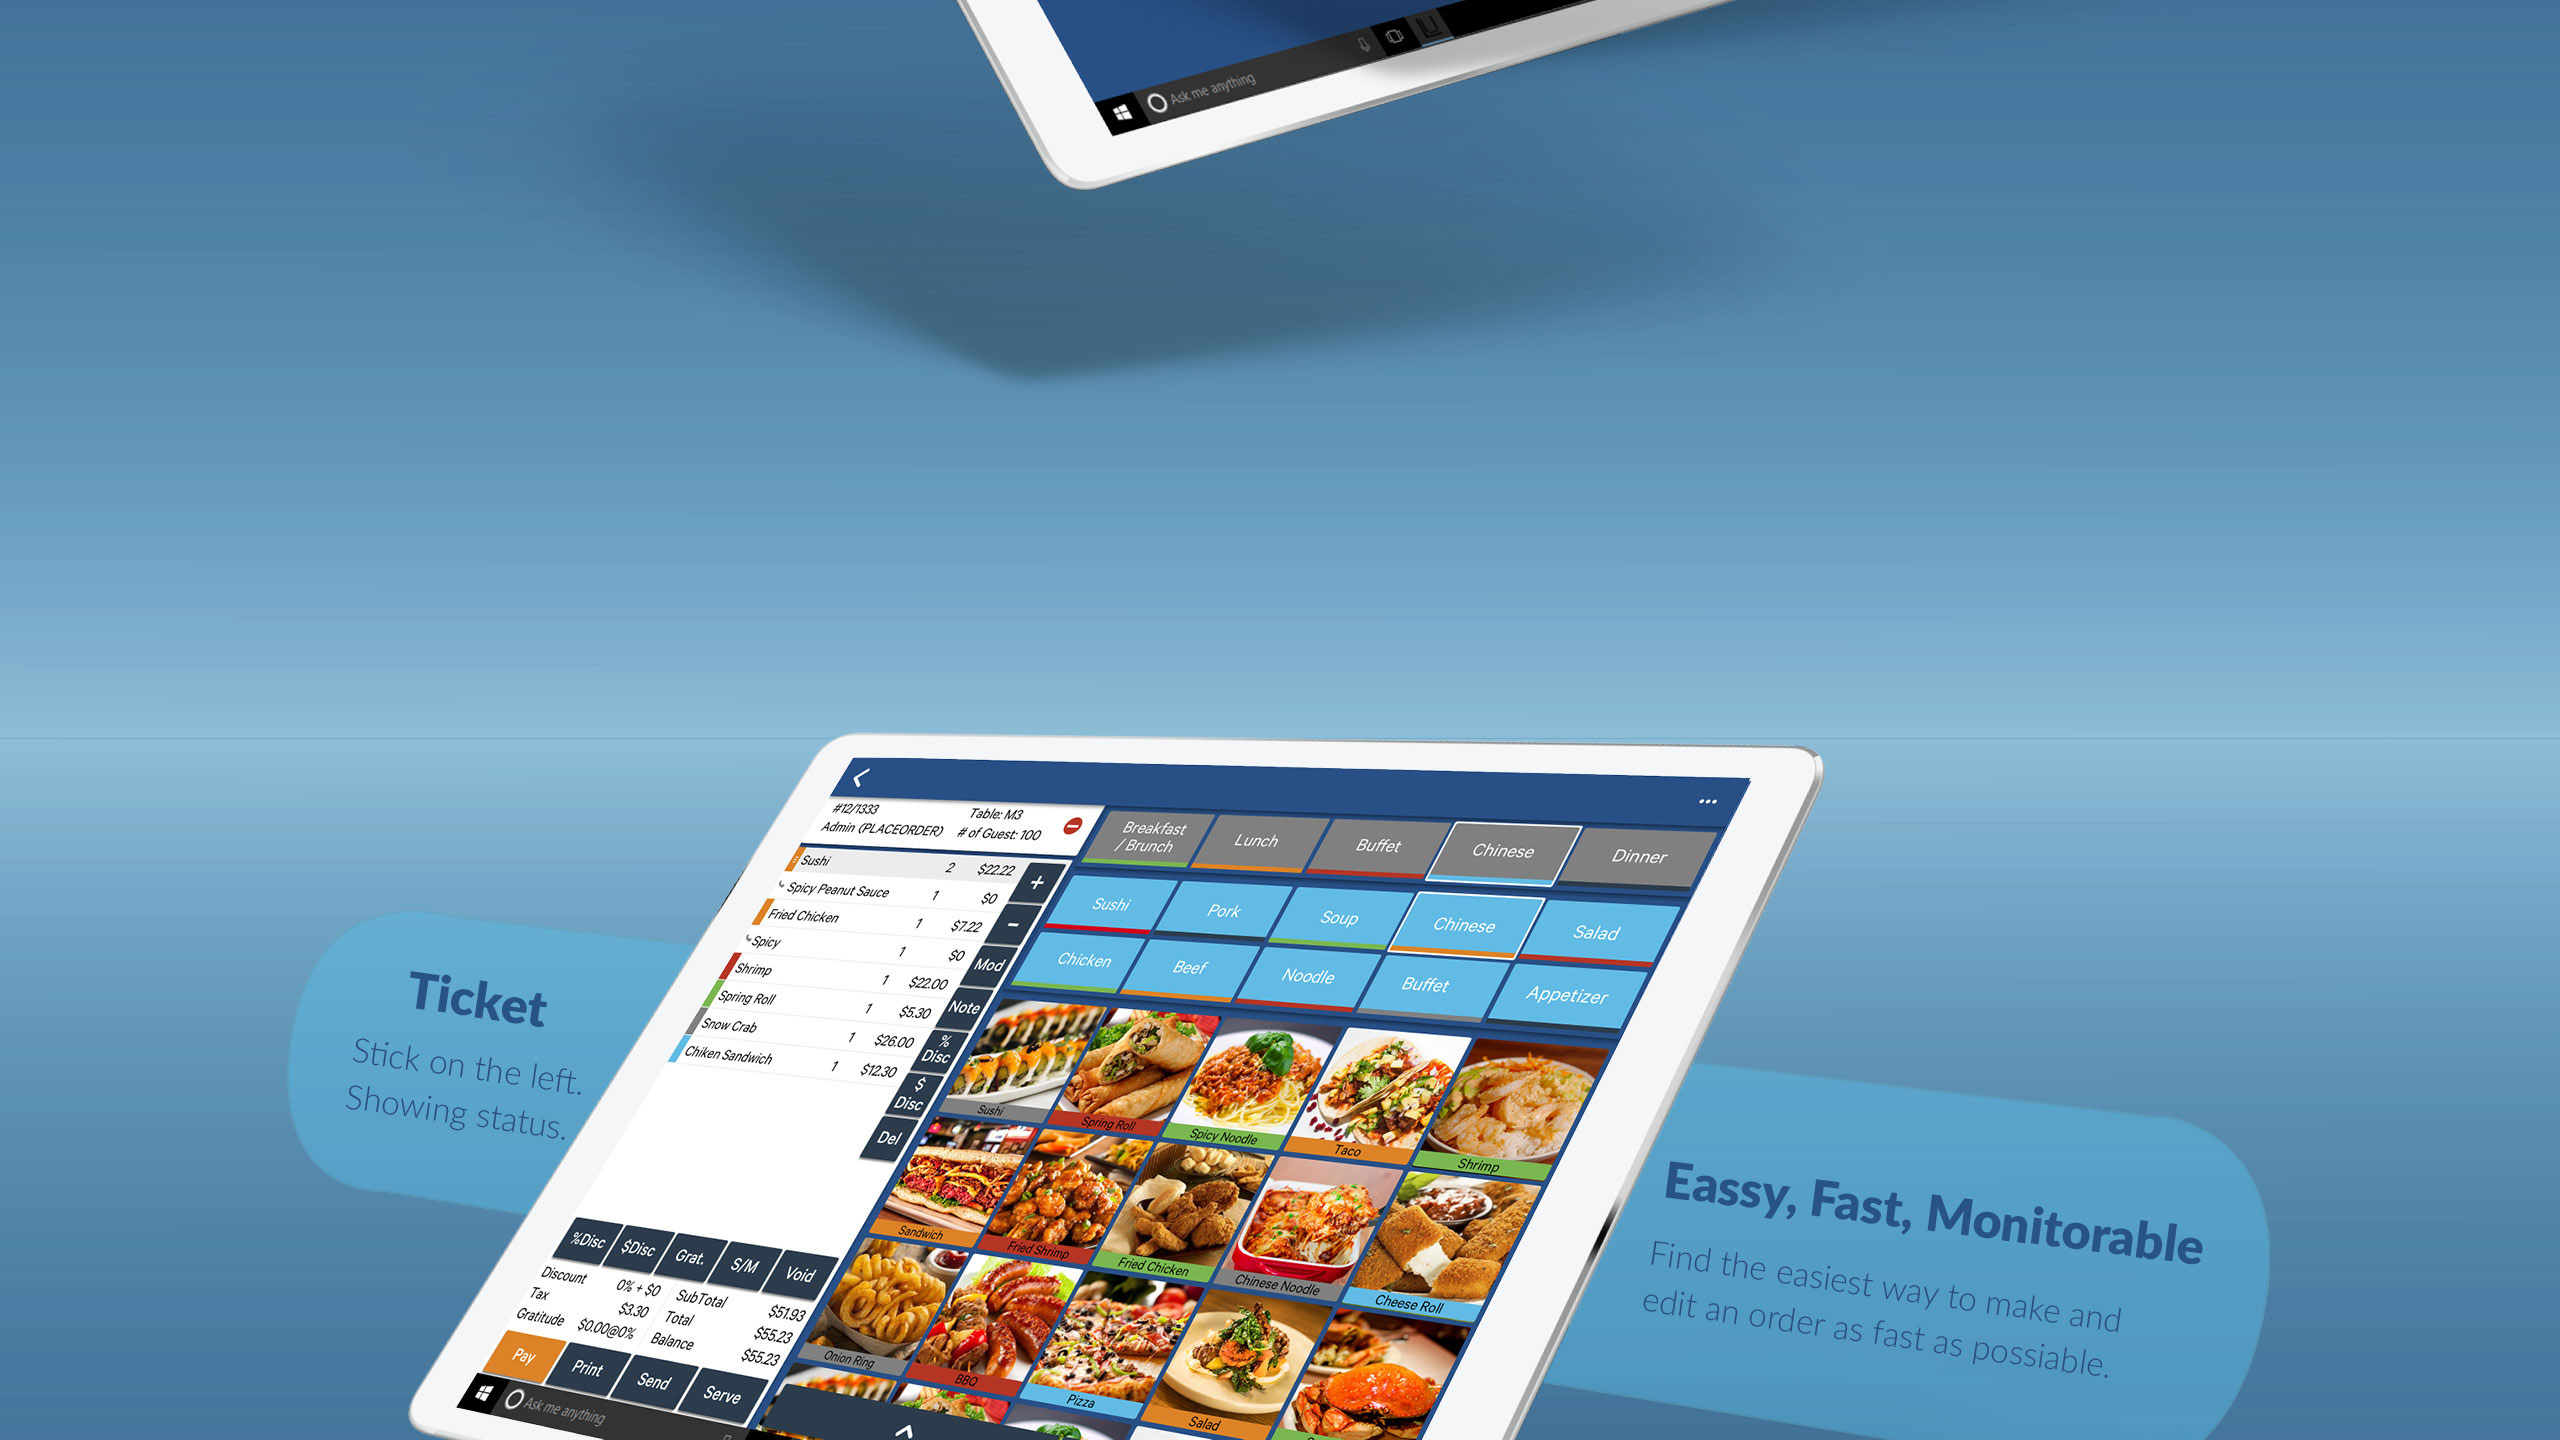 Ask me anything
#12/1333
Table: M3
Admin (PLACEORDER)
# of Guest: 100
Sushi 2 $22.22
Spicy Peanut Sauce 1 $0
Fried Chicken 1 $7.22
Spicy 1 $0
Shrimp 1 $22.00
Spring Roll 1 $5.30
Snow Crab 1 $26.00
Chiken Sandwich 1 $12.30
+
-
Mod
Note
%
Disc
$
Disc
Del
%Disc
$Disc
Grat.
S/M
Void
Discount 0% + $0
Tax $3.30
Gratitude $0.00@0%
SubTotal $51.93
Total $55.23
Balance $55.23
Pay
Print
Send
Serve
Ask me anything
Breakfast
/ Brunch
Lunch
Buffet
Chinese
Dinner
Sushi
Pork
Soup
Chinese
Salad
Chicken
Beef
Noodle
Buffet
Appetizer
Sushi
Spring Roll
Spicy Noodle
Taco
Shrimp
Sandwich
Fried Shrimp
Fried Chicken
Chinese Noodle
Cheese Roll
Onion Ring
BBQ
Pizza
Salad
Ticket
Stick on the left.
Showing status.
Eassy, Fast, Monitorable
Find the easiest way to make and
edit an order as fast as possiable.